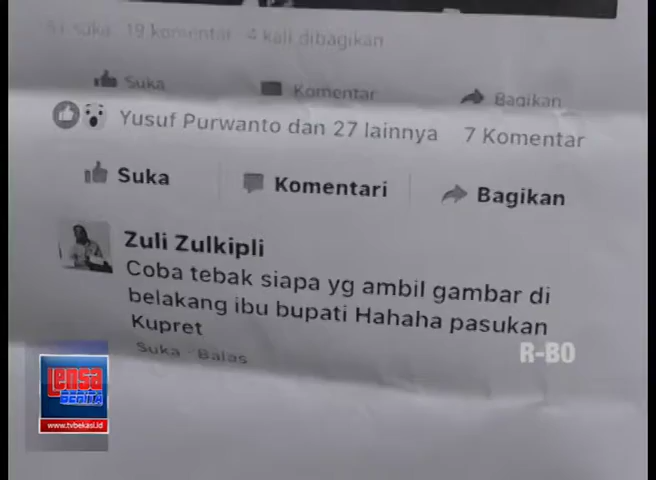 51 suka 19 komentar 4 kali dibagikan
Suka Komentar Bagikan
Yusuf Purwanto dan 27 lainnya 7 Komentar
Suka Komentari Bagikan
Zuli Zulkipli
Coba tebak siapa yg ambil gambar di
belakang ibu bupati Hahaha pasukan
Kupret
Suka · Balas
R-BO
LENSA
BERITA
www.tvbekasi.id